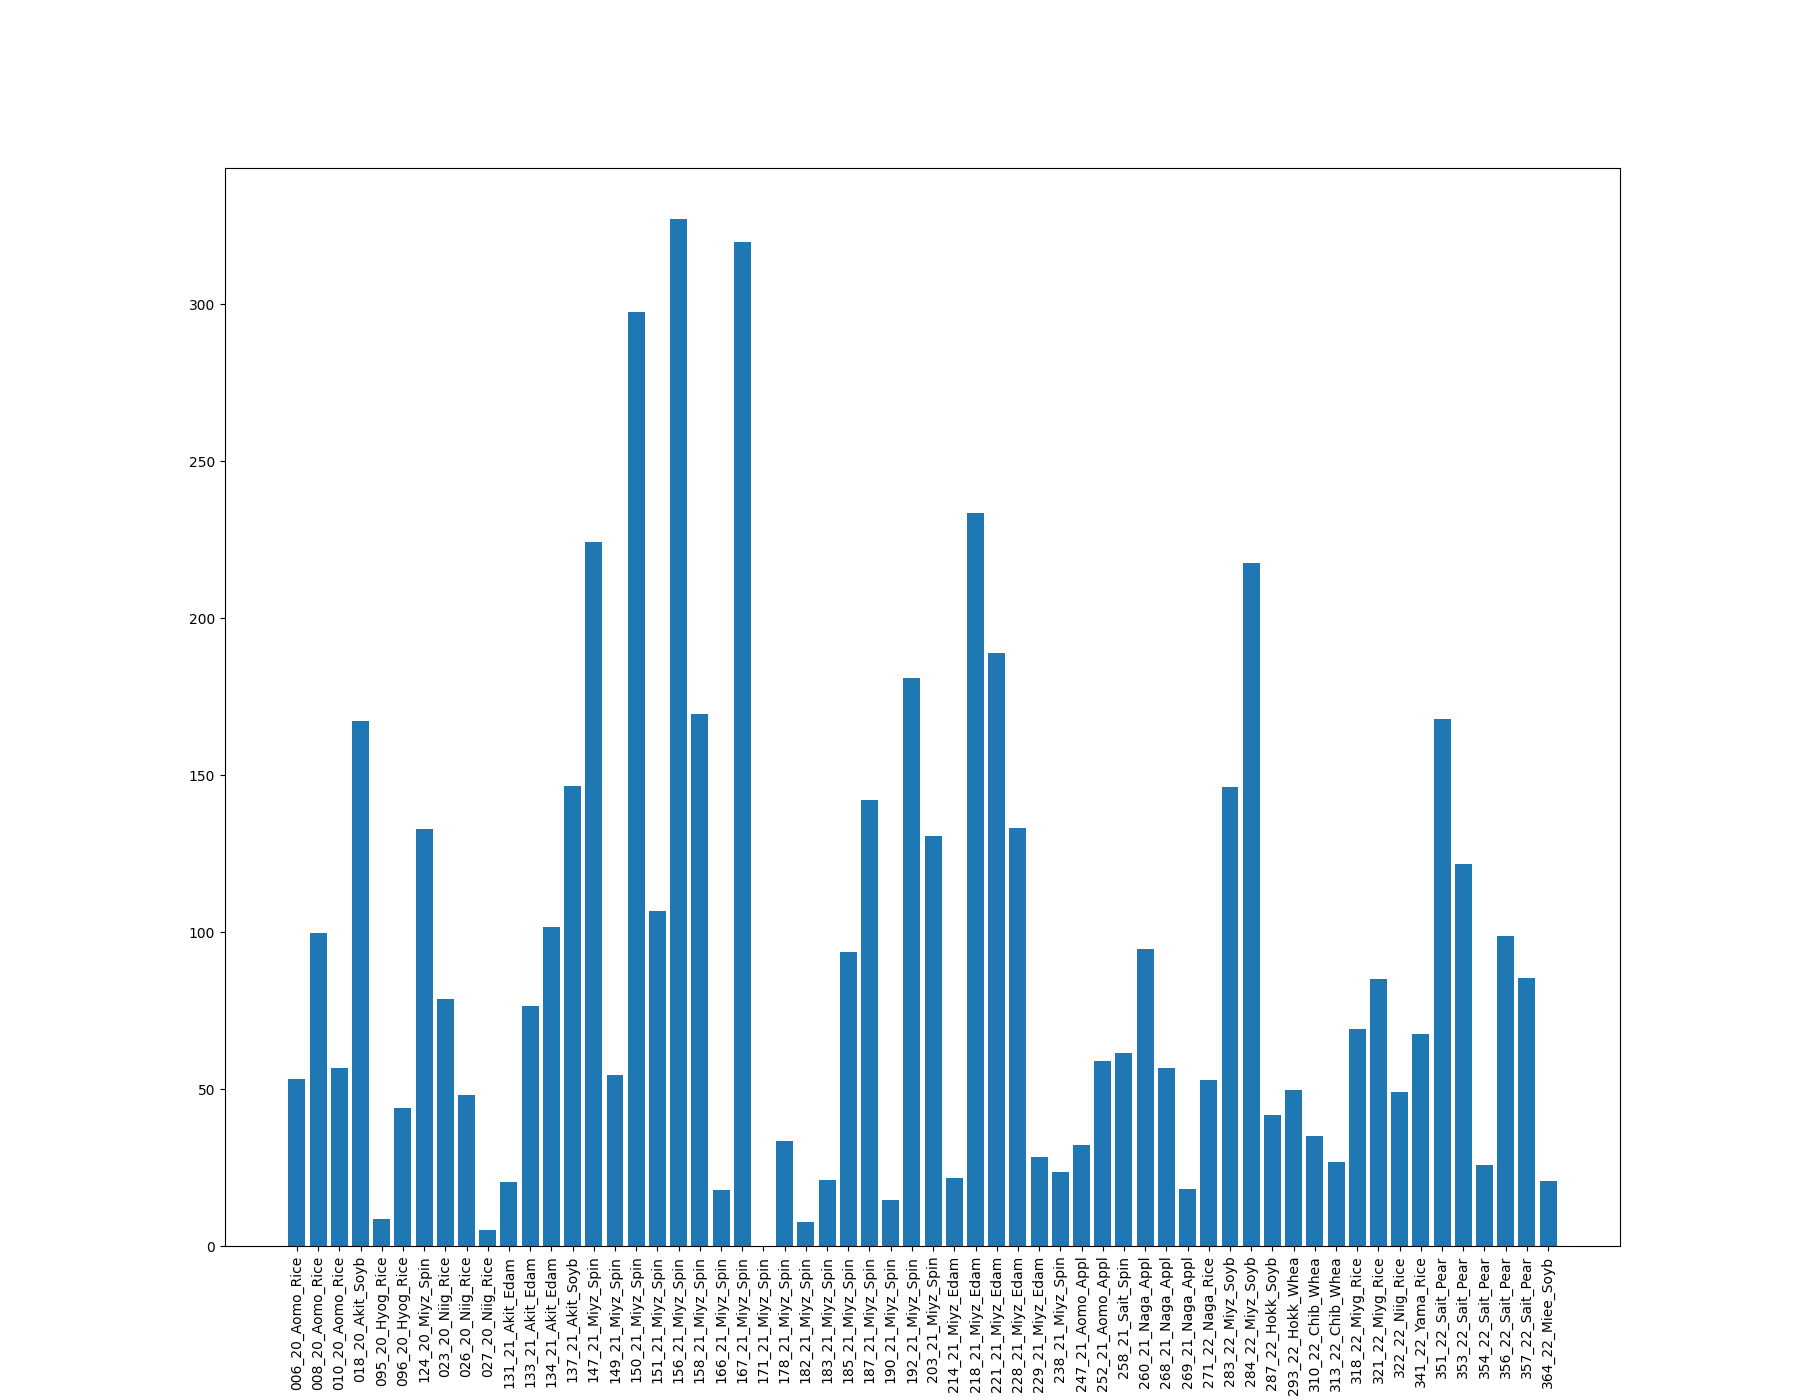 300
250
200
150
100
50
0
006_20_Aomo_Rice
008_20_Aomo_Rice
010_20_Aomo_Rice
018_20_Akit_Soyb
095_20_Hyog_Rice
096_20_Hyog_Rice
124_20_Miyz_Spin
023_20_Niig_Rice
026_20_Niig_Rice
027_20_Niig_Rice
131_21_Akit_Edam
133_21_Akit_Edam
134_21_Akit_Edam
137_21_Akit_Soyb
147_21_Miyz_Spin
149_21_Miyz_Spin
150_21_Miyz_Spin
151_21_Miyz_Spin
156_21_Miyz_Spin
158_21_Miyz_Spin
166_21_Miyz_Spin
167_21_Miyz_Spin
171_21_Miyz_Spin
178_21_Miyz_Spin
182_21_Miyz_Spin
183_21_Miyz_Spin
185_21_Miyz_Spin
187_21_Miyz_Spin
190_21_Miyz_Spin
192_21_Miyz_Spin
203_21_Miyz_Spin
214_21_Miyz_Edam
218_21_Miyz_Edam
221_21_Miyz_Edam
228_21_Miyz_Edam
229_21_Miyz_Edam
238_21_Miyz_Spin
247_21_Aomo_Appl
252_21_Aomo_Appl
258_21_Sait_Spin
260_21_Naga_Appl
268_21_Naga_Appl
269_21_Naga_Appl
271_22_Naga_Rice
283_22_Miyz_Soyb
284_22_Miyz_Soyb
287_22_Hokk_Soyb
293_22_Hokk_Whea
310_22_Chib_Whea
313_22_Chib_Whea
318_22_Miyg_Rice
321_22_Miyg_Rice
322_22_Niig_Rice
341_22_Yama_Rice
351_22_Sait_Pear
353_22_Sait_Pear
354_22_Sait_Pear
356_22_Sait_Pear
357_22_Sait_Pear
364_22_Miee_Soyb